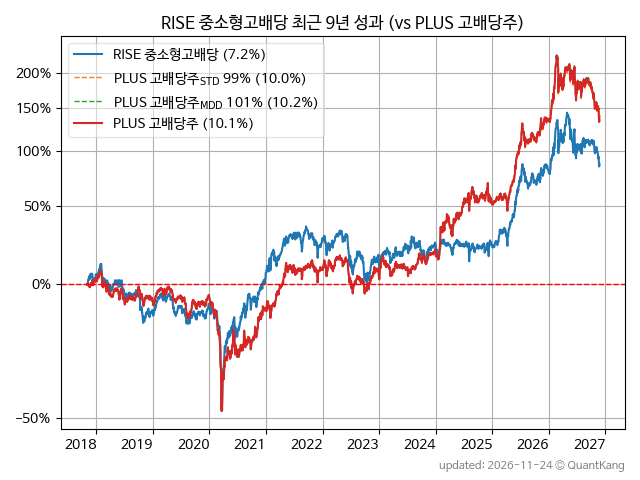 RISE 중소형고배당 최근 9년 성과 (vs PLUS 고배당주)
RISE 중소형고배당 (7.2%)
PLUS 고배당주STD 99% (10.0%)
PLUS 고배당주MDD 101% (10.2%)
PLUS 고배당주 (10.1%)
200%
150%
100%
50%
0%
−50%
2018 2019 2020 2021 2022 2023 2024 2025 2026 2027
updated: 2026-11-24 © QuantKang